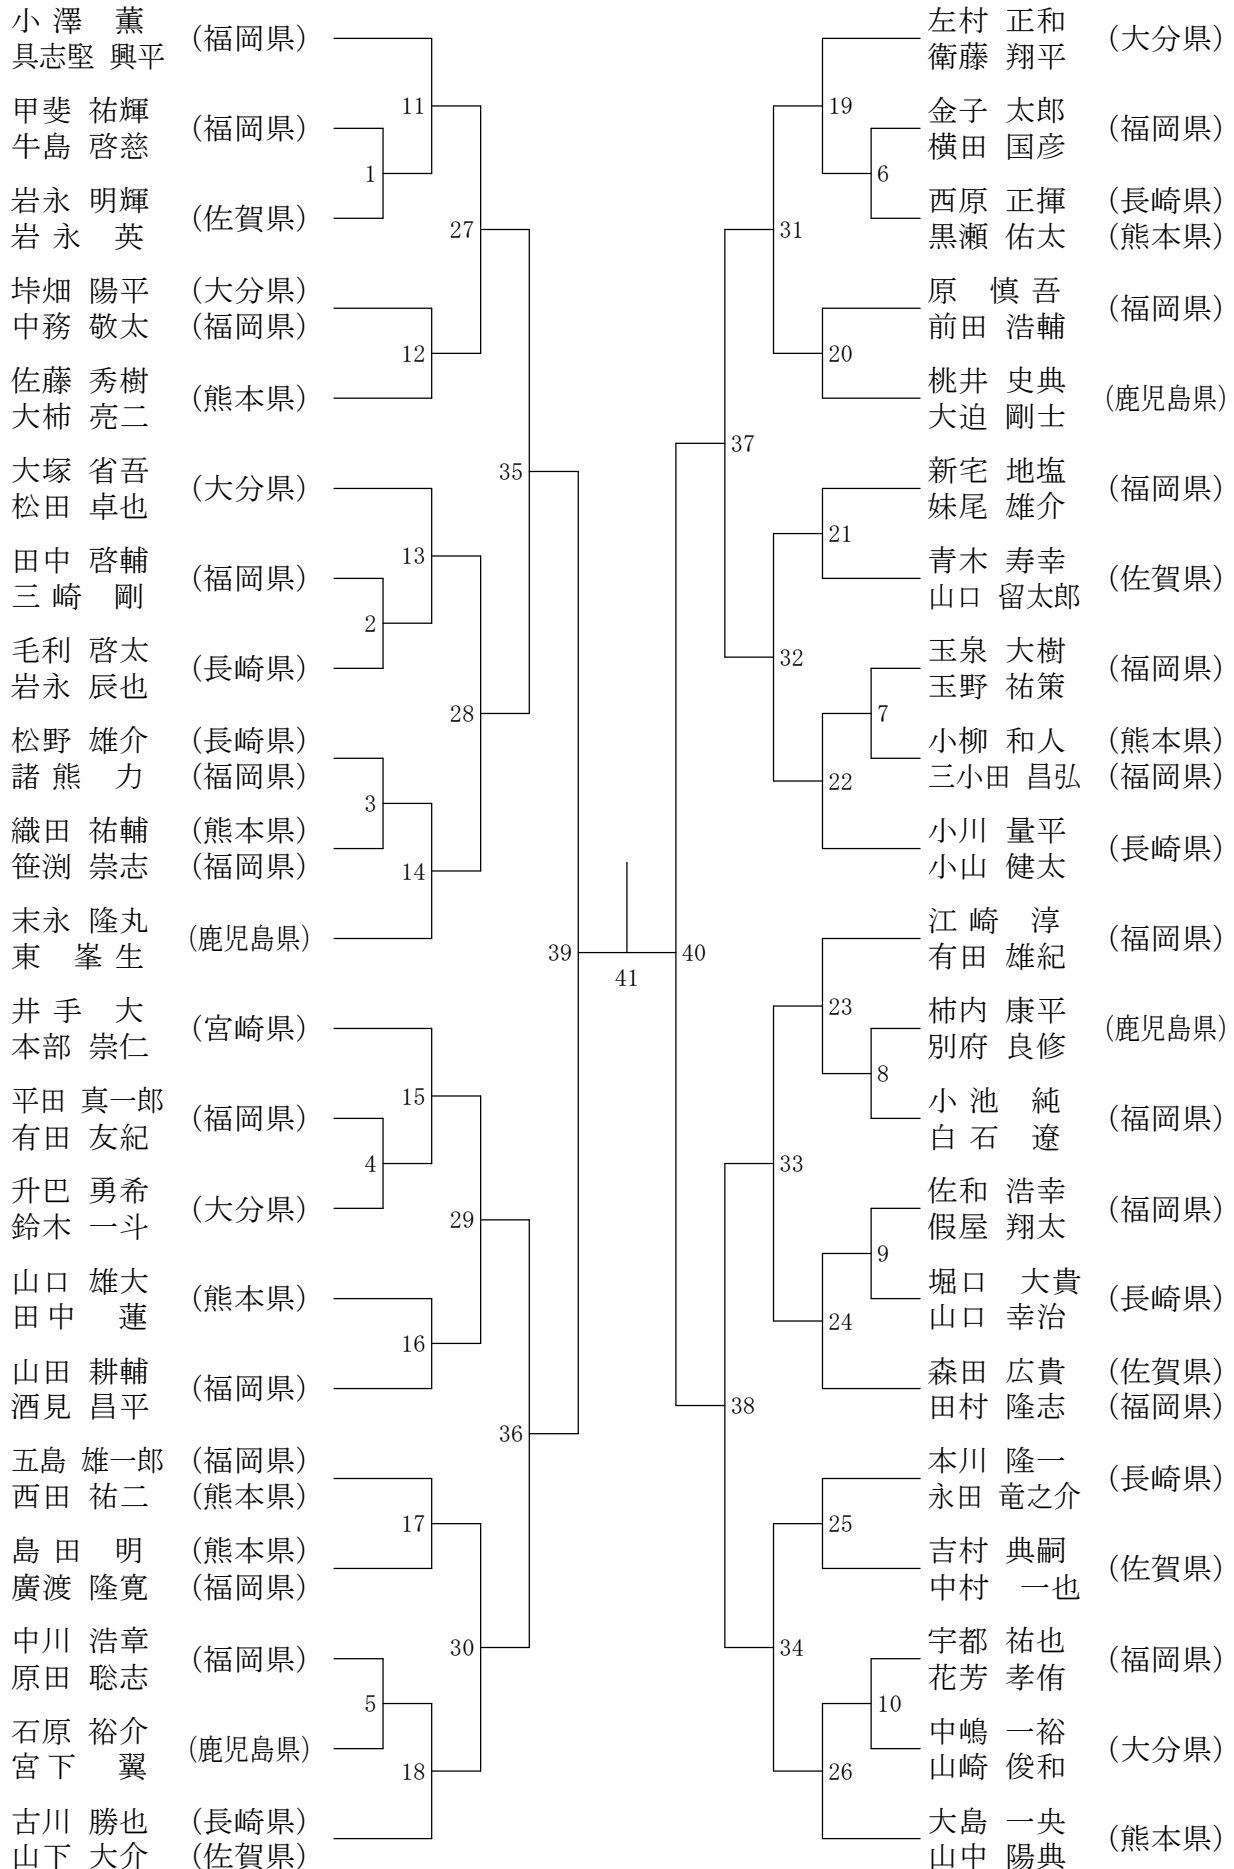 小澤 薫 (福岡県)
具志堅 興平
11
甲斐 祐輝 (福岡県)
牛島 啓慈
1
岩永 明輝 (佐賀県)
岩永 英
27
垰畑 陽平 (大分県)
中務 敬太 (福岡県)
12
佐藤 秀樹 (熊本県)
大柿 亮二
35
大塚 省吾 (大分県)
松田 卓也
13
田中 啓輔 (福岡県)
三崎 剛
2
毛利 啓太 (長崎県)
岩永 辰也
28
松野 雄介 (長崎県)
諸熊 力 (福岡県)
3
織田 祐輔 (熊本県)
笹渕 崇志 (福岡県)
14
末永 隆丸 (鹿児島県)
東 峯生
39
井手 大 (宮崎県)
本部 崇仁
15
平田 真一郎 (福岡県)
有田 友紀
4
升巴 勇希 (大分県)
鈴木 一斗
29
山口 雄大 (熊本県)
田中 蓮
16
山田 耕輔 (福岡県)
酒見 昌平
36
五島 雄一郎 (福岡県)
西田 祐二 (熊本県)
17
島田 明 (熊本県)
廣渡 隆寛 (福岡県)
30
中川 浩章 (福岡県)
原田 聡志
5
石原 裕介 (鹿児島県)
宮下 翼
18
古川 勝也 (長崎県)
山下 大介 (佐賀県)
41
左村 正和 (大分県)
衛藤 翔平
19
金子 太郎 (福岡県)
横田 国彦
6
西原 正揮 (長崎県)
黒瀬 佑太 (熊本県)
31
原 慎吾 (福岡県)
前田 浩輔
20
桃井 史典 (鹿児島県)
大迫 剛士
37
新宅 地塩 (福岡県)
妹尾 雄介
21
青木 寿幸 (佐賀県)
山口 留太郎
32
玉泉 大樹 (福岡県)
玉野 祐策
7
小柳 和人 (熊本県)
三小田 昌弘 (福岡県)
22
小川 量平 (長崎県)
小山 健太
40
江崎 淳 (福岡県)
有田 雄紀
23
柿内 康平 (鹿児島県)
別府 良修
8
小池 純 (福岡県)
白石 遼
33
佐和 浩幸 (福岡県)
假屋 翔太
9
堀口 大貴 (長崎県)
山口 幸治
24
森田 広貴 (佐賀県)
田村 隆志 (福岡県)
38
本川 隆一 (長崎県)
永田 竜之介
25
吉村 典嗣 (佐賀県)
中村 一也
34
宇都 祐也 (福岡県)
花芳 孝侑
10
中嶋 一裕 (大分県)
山崎 俊和
26
大島 一央 (熊本県)
山中 陽典